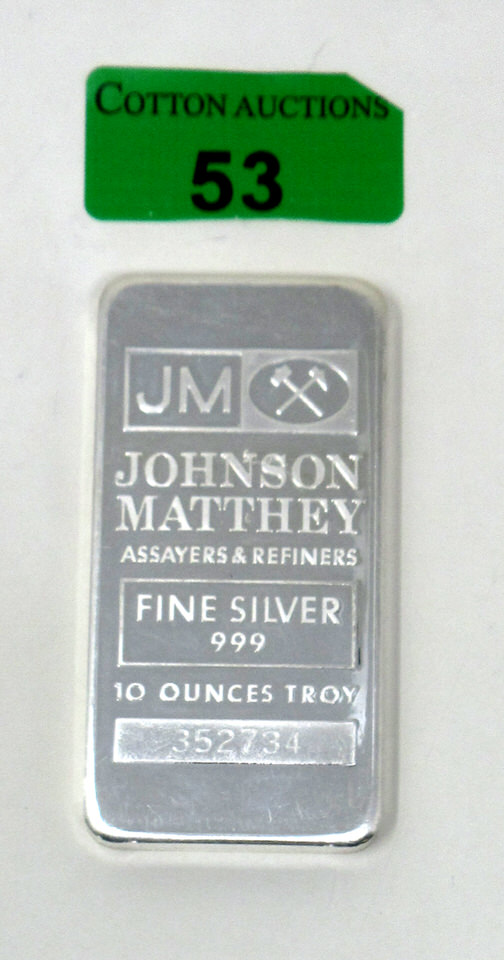 COTTON AUCTIONS
53
JM
JOHNSON
MATTHEY
ASSAYERS & REFINERS
FINE SILVER
999
10 OUNCES TROY
352734